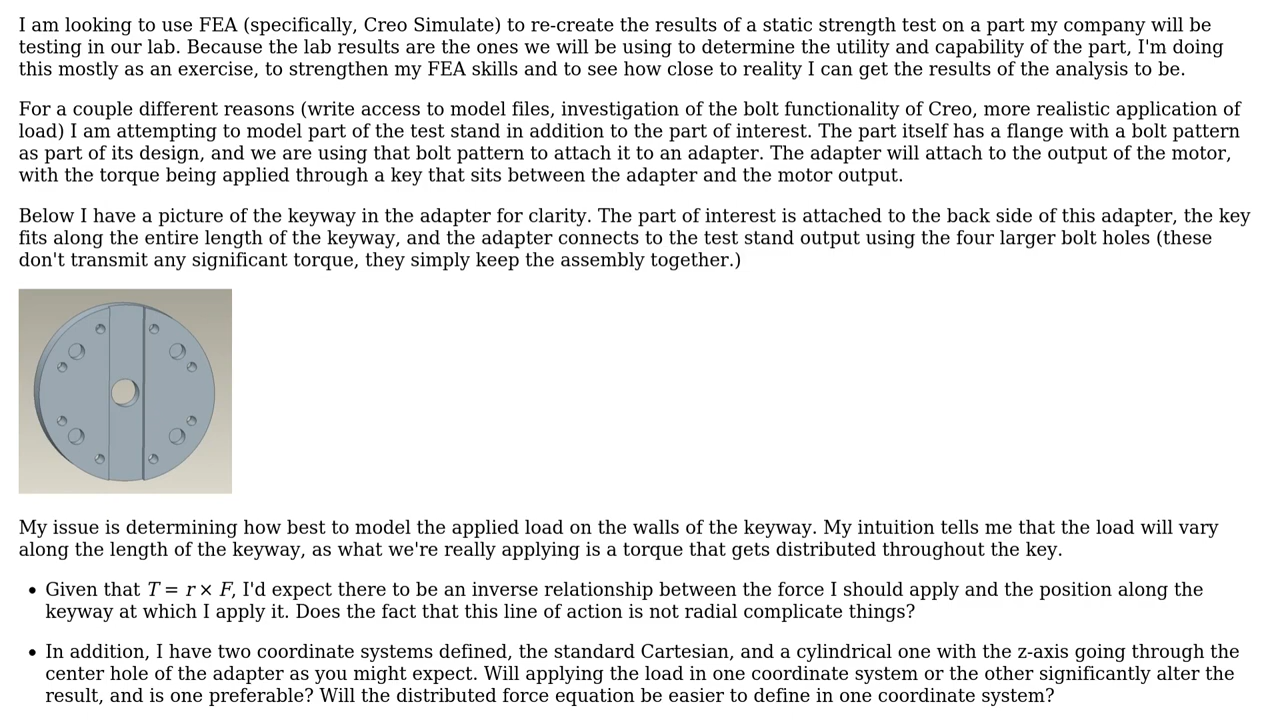 I am looking to use FEA (specifically, Creo Simulate) to re-create the results of a static strength test on a part my company will be
testing in our lab. Because the lab results are the ones we will be using to determine the utility and capability of the part, I'm doing
this mostly as an exercise, to strengthen my FEA skills and to see how close to reality I can get the results of the analysis to be.
For a couple different reasons (write access to model files, investigation of the bolt functionality of Creo, more realistic application of
load) I am attempting to model part of the test stand in addition to the part of interest. The part itself has a flange with a bolt pattern
as part of its design, and we are using that bolt pattern to attach it to an adapter. The adapter will attach to the output of the motor,
with the torque being applied through a key that sits between the adapter and the motor output.
Below I have a picture of the keyway in the adapter for clarity. The part of interest is attached to the back side of this adapter, the key
fits along the entire length of the keyway, and the adapter connects to the test stand output using the four larger bolt holes (these
don't transmit any significant torque, they simply keep the assembly together.)
My issue is determining how best to model the applied load on the walls of the keyway. My intuition tells me that the load will vary
along the length of the keyway, as what we're really applying is a torque that gets distributed throughout the key.
• Given that T = r × F, I'd expect there to be an inverse relationship between the force I should apply and the position along the
keyway at which I apply it. Does the fact that this line of action is not radial complicate things?
• In addition, I have two coordinate systems defined, the standard Cartesian, and a cylindrical one with the z-axis going through the
center hole of the adapter as you might expect. Will applying the load in one coordinate system or the other significantly alter the
result, and is one preferable? Will the distributed force equation be easier to define in one coordinate system?